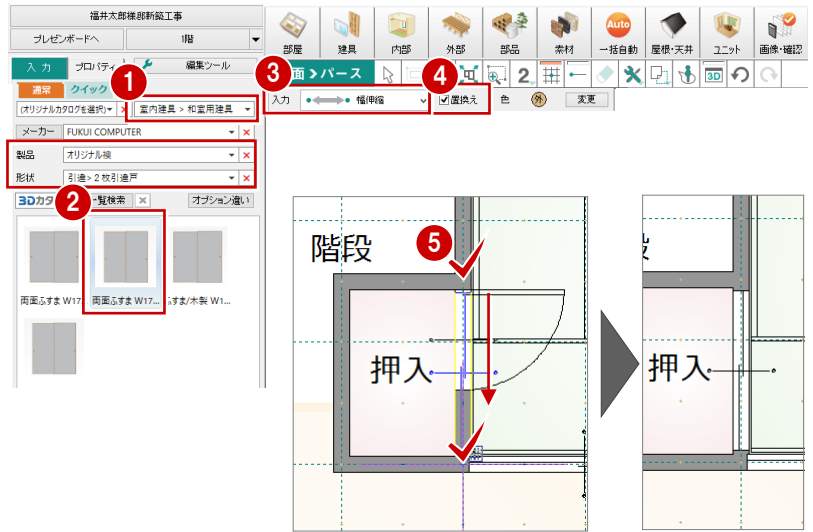 福井太郎様邸新築工事
プレゼンボードへ
1階
入 力
プロパティ
編集ツール
通常
クイック
(オリジナルカタログを選択)
室内建具 > 和室用建具
メーカー
FUKUI COMPUTER
製品
オリジナル襖
形状
引違> 2 枚引違戸
3Dカタ
一覧検索
オプション違い
両面ふすま W17...
両面ふすま W17...
ふすま/木製 W1...
部屋
建具
内部
外部
部品
素材
Auto
一括自動
屋根・天井
ユニット
画像・確認
面
パース
2
3D
入力
幅伸縮
置換え
色
外
変更
1
2
3
4
5
階段
押入
押入